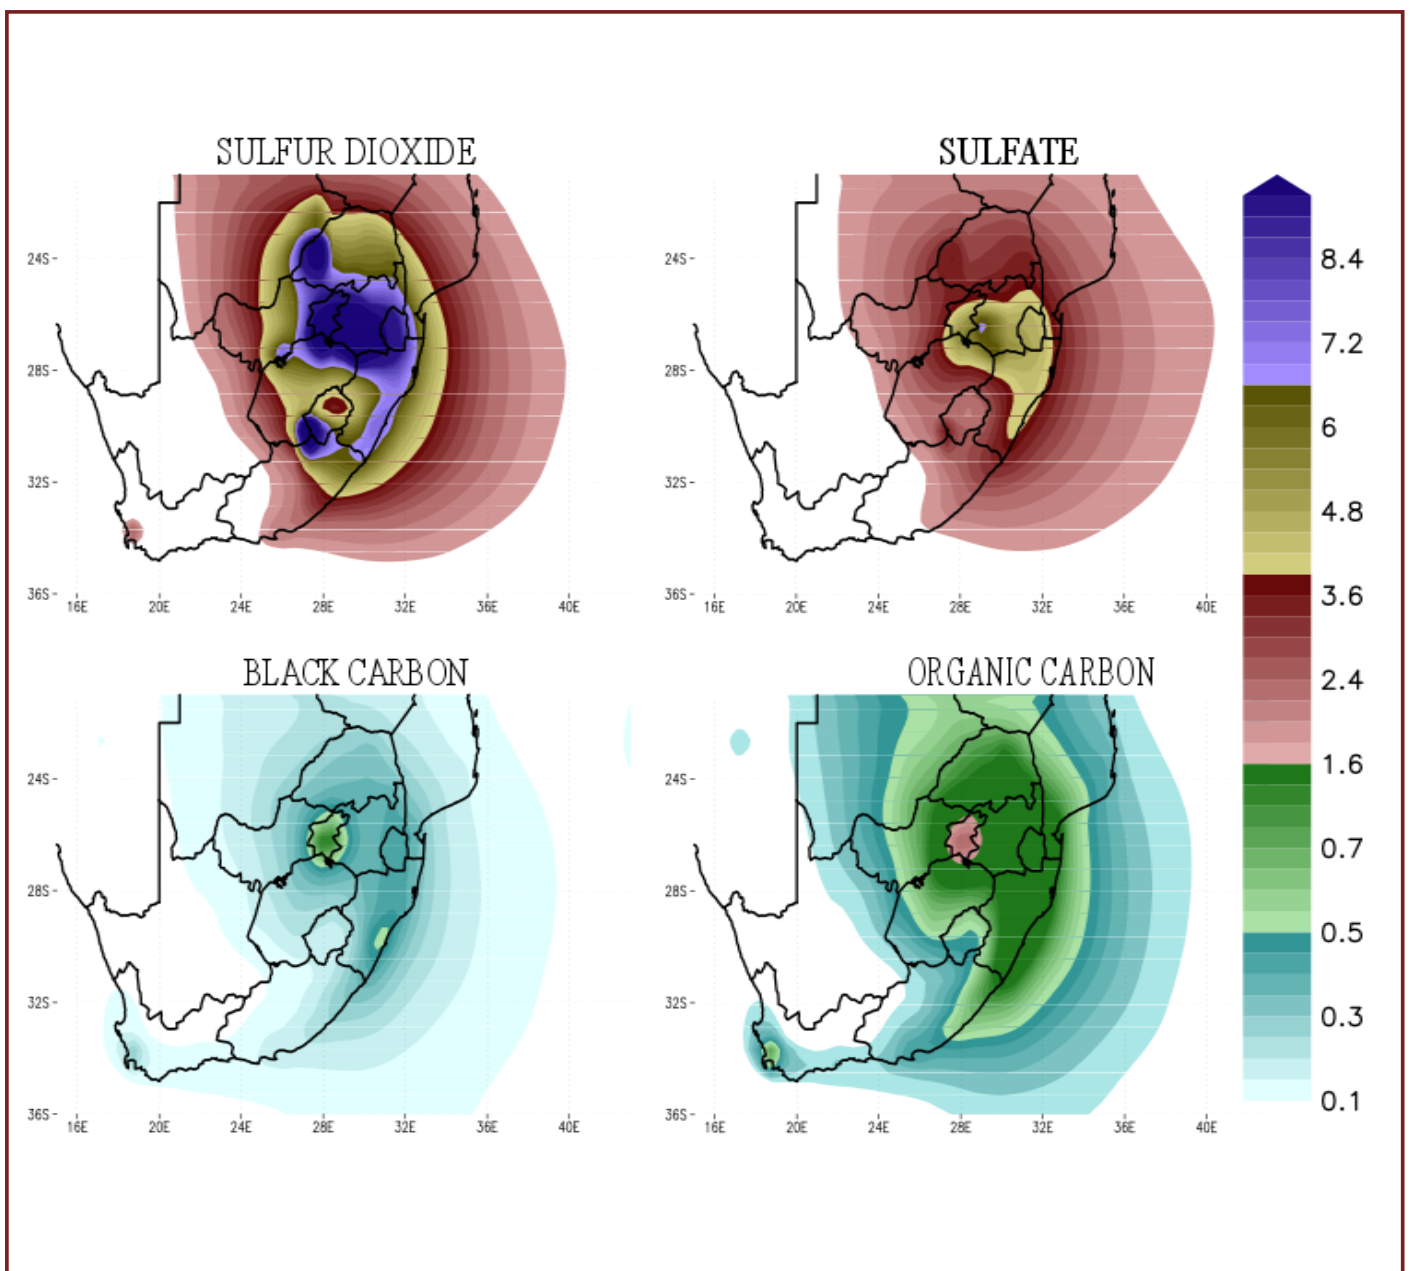 SULFUR DIOXIDE
SULFATE
24S
28S
32S
36S
16E 20E 24E 28E 32E 36E 40E
24S
28S
32S
36S
16E 20E 24E 28E 32E 36E 40E
8.4
7.2
6
4.8
3.6
2.4
1.6
0.7
0.5
0.3
0.1
BLACK CARBON
ORGANIC CARBON
24S
28S
32S
36S
16E 20E 24E 28E 32E 36E 40E
24S
28S
32S
36S
16E 20E 24E 28E 32E 36E 40E